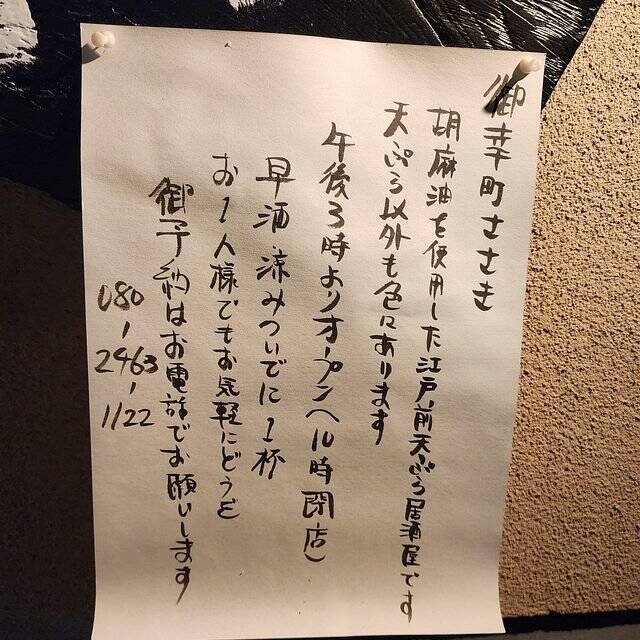 御幸町ささき
胡麻油を使用した江戸前天ぷら居酒屋です
天ぷら以外も色々あります
午後3時よりオープン(10時閉店)
早酒、涼みついでに1杯
お1人様でもお気軽にどうぞ
御予約はお電話でお願いします
080-2463-1122